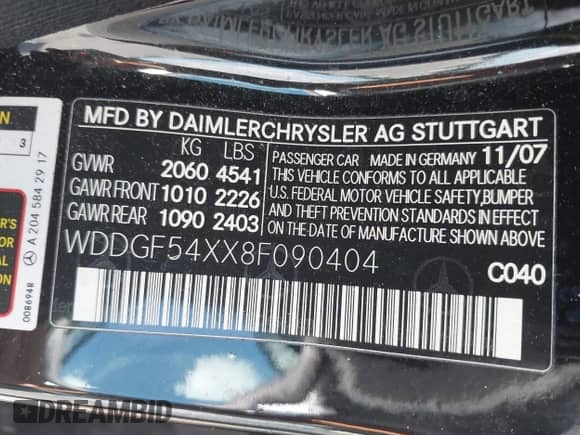 MFD BY DAIMLERCHRYSLER AG STUTTGART
KG LBS
GVWR 2060 4541
GAWR FRONT 1010 2226
GAWR REAR 1090 2403
PASSENGER CAR MADE IN GERMANY 11/07
THIS VEHICLE CONFORMS TO ALL APPLICABLE
U.S. FEDERAL MOTOR VEHICLE SAFETY,BUMPER
AND THEFT PREVENTION STANDARDS IN EFFECT
ON THE DATE OF MANUFACTURE SHOWN ABOVE.
WDDGF54XX8F090404
C040
3
A 204 584 29 17
0086948
DREAMBID